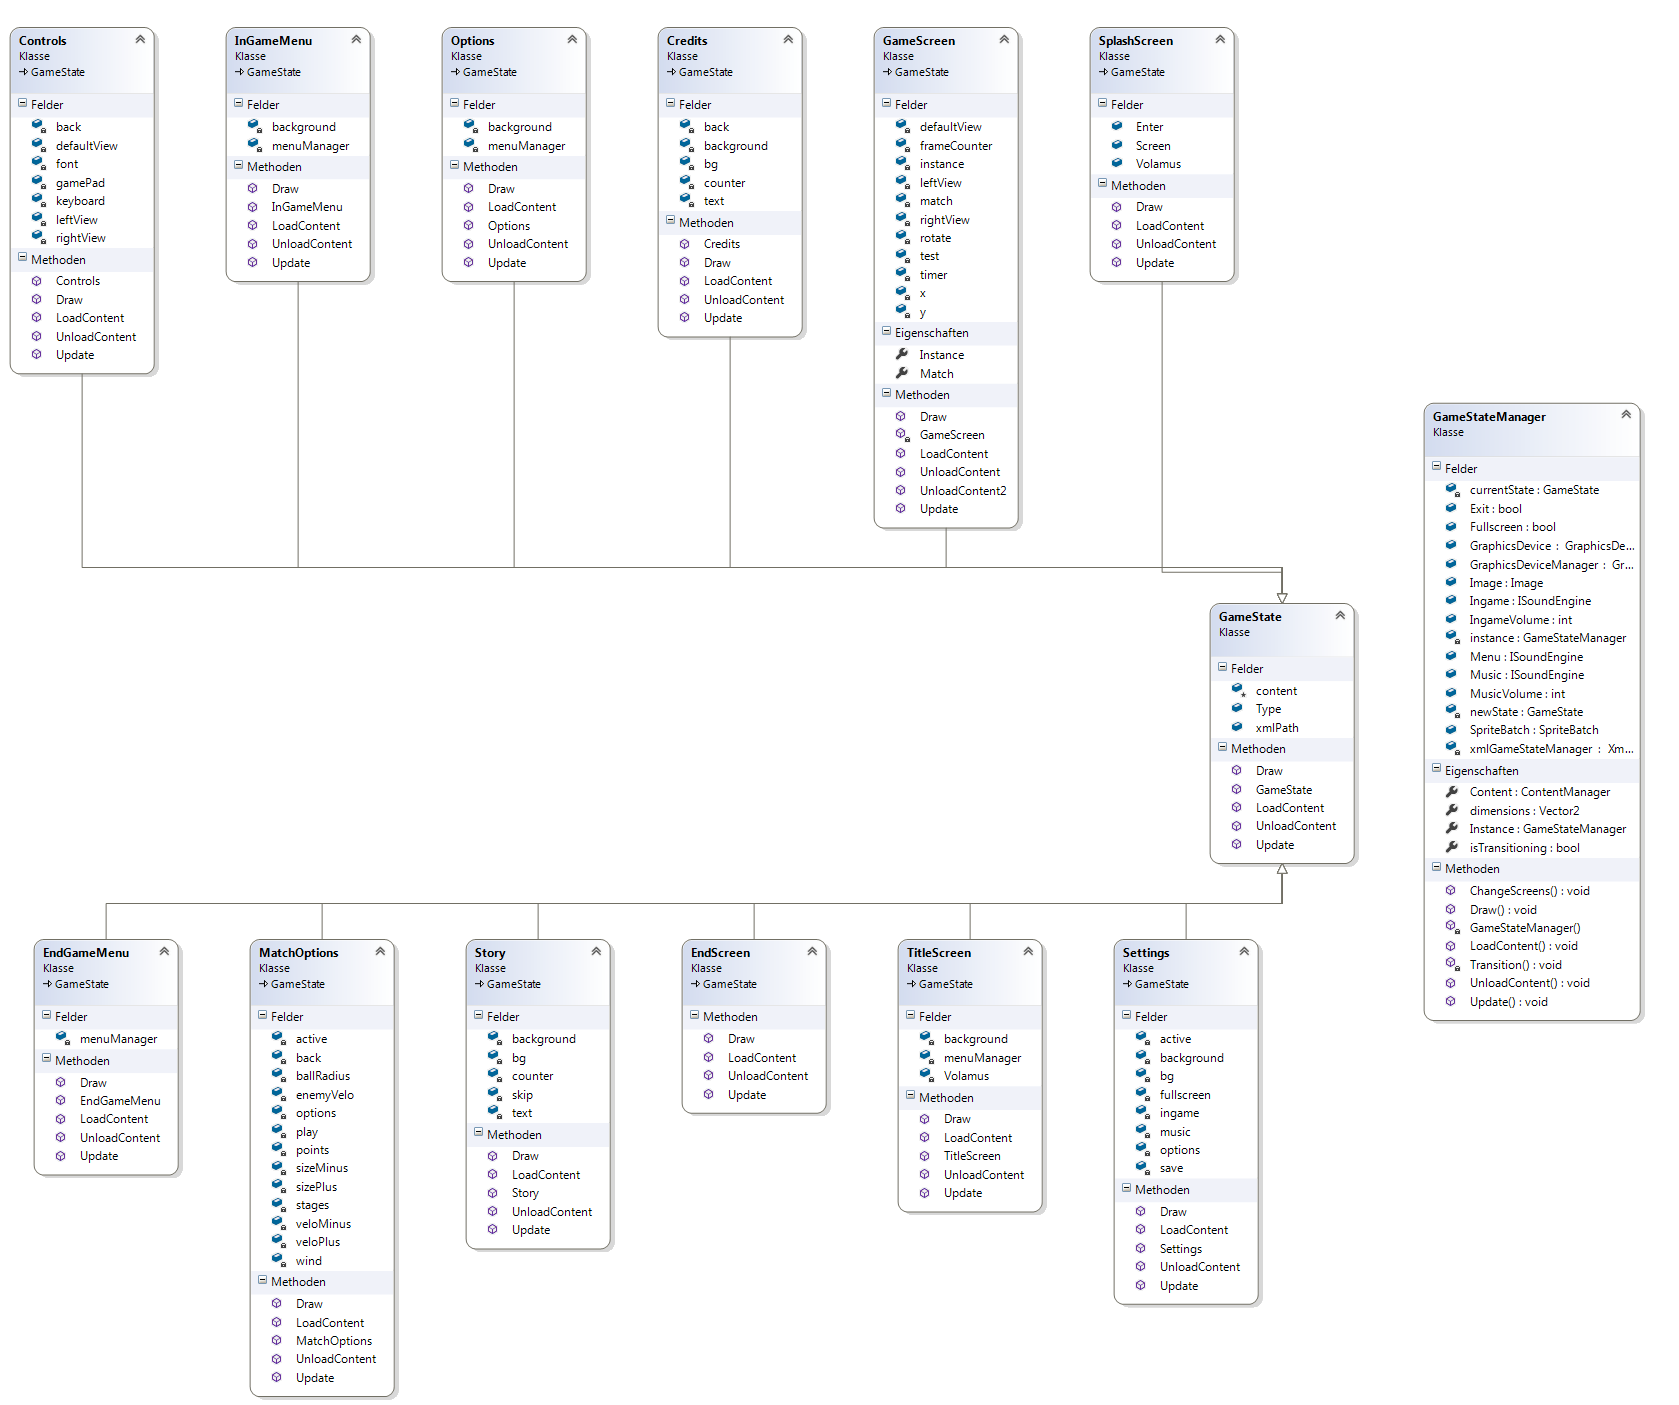 Controls
Klasse
GameState
Felder
back
defaultView
font
gamePad
keyboard
leftView
rightView
Methoden
Controls
Draw
LoadContent
UnloadContent
Update
InGameMenu
Klasse
GameState
Felder
background
menuManager
Methoden
Draw
InGameMenu
LoadContent
UnloadContent
Update
Options
Klasse
GameState
Felder
background
menuManager
Methoden
Draw
LoadContent
Options
UnloadContent
Update
Credits
Klasse
GameState
Felder
back
background
bg
counter
text
Methoden
Credits
Draw
LoadContent
UnloadContent
Update
GameScreen
Klasse
GameState
Felder
defaultView
frameCounter
instance
leftView
match
rightView
rotate
test
timer
x
y
Eigenschaften
Instance
Match
Methoden
Draw
GameScreen
LoadContent
UnloadContent
UnloadContent2
Update
SplashScreen
Klasse
GameState
Felder
Enter
Screen
Volamus
Methoden
Draw
LoadContent
UnloadContent
Update
GameStateManager
Klasse
Felder
currentState : GameState
Exit : bool
Fullscreen : bool
GraphicsDevice : GraphicsDe...
GraphicsDeviceManager : Gr...
Image : Image
Ingame : ISoundEngine
IngameVolume : int
instance : GameStateManager
Menu : ISoundEngine
Music : ISoundEngine
MusicVolume : int
newState : GameState
SpriteBatch : SpriteBatch
xmlGameStateManager : Xm...
Eigenschaften
Content : ContentManager
dimensions : Vector2
Instance : GameStateManager
isTransitioning : bool
Methoden
ChangeScreens() : void
Draw() : void
GameStateManager()
LoadContent() : void
Transition() : void
UnloadContent() : void
Update() : void
GameState
Klasse
Felder
content
Type
xmlPath
Methoden
Draw
GameState
LoadContent
UnloadContent
Update
EndGameMenu
Klasse
GameState
Felder
menuManager
Methoden
Draw
EndGameMenu
LoadContent
UnloadContent
Update
MatchOptions
Klasse
GameState
Felder
active
back
ballRadius
enemyVelo
options
play
points
sizeMinus
sizePlus
stages
veloMinus
veloPlus
wind
Methoden
Draw
LoadContent
MatchOptions
UnloadContent
Update
Story
Klasse
GameState
Felder
background
bg
counter
skip
text
Methoden
Draw
LoadContent
Story
UnloadContent
Update
EndScreen
Klasse
GameState
Methoden
Draw
LoadContent
UnloadContent
Update
TitleScreen
Klasse
GameState
Felder
background
menuManager
Volamus
Methoden
Draw
LoadContent
TitleScreen
UnloadContent
Update
Settings
Klasse
GameState
Felder
active
background
bg
fullscreen
ingame
music
options
save
Methoden
Draw
LoadContent
Settings
UnloadContent
Update